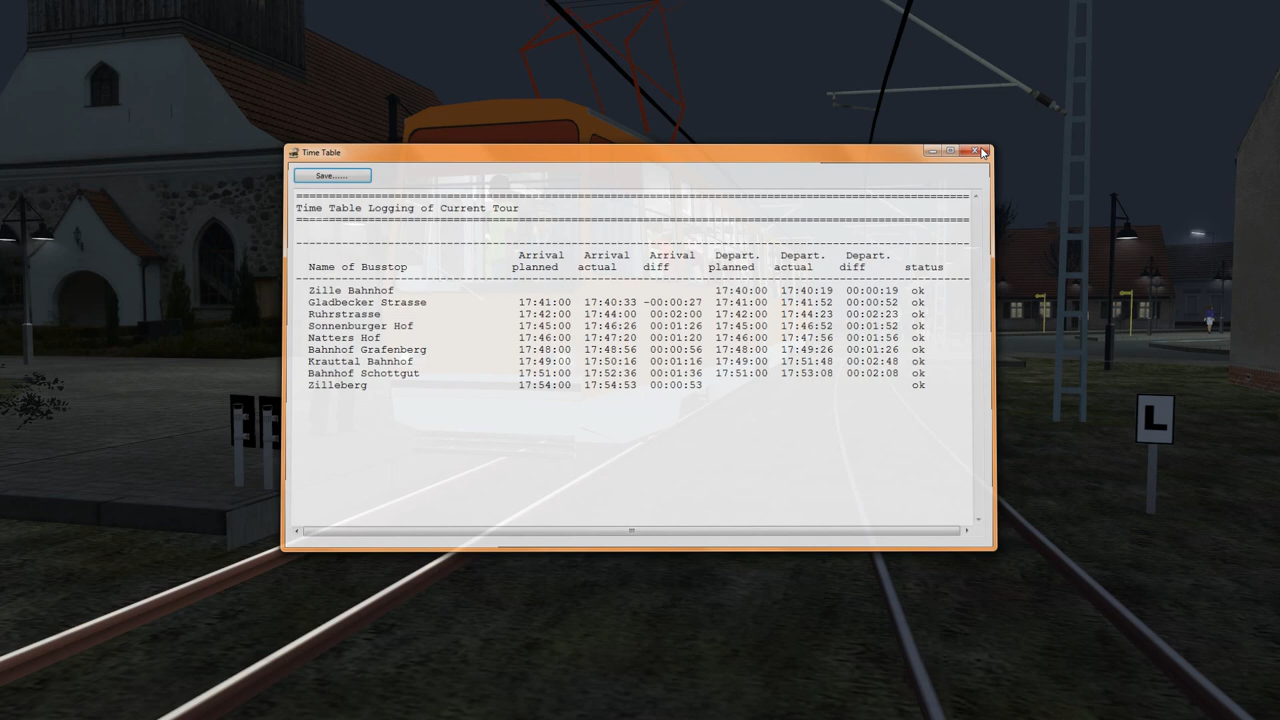 Time Table
Save......
================================================================================
Time Table Logging of Current Tour
================================================================================
Arrival Arrival Arrival Depart. Depart. Depart.
Name of Busstop planned actual diff planned actual diff status
Zille Bahnhof 17:40:00 17:40:19 00:00:19 ok
Gladbecker Strasse 17:41:00 17:40:33 -00:00:27 17:41:00 17:41:52 00:00:52 ok
Ruhrstrasse 17:42:00 17:44:00 00:02:00 17:42:00 17:44:23 00:02:23 ok
Sonnenburger Hof 17:45:00 17:46:26 00:01:26 17:45:00 17:46:52 00:01:52 ok
Natters Hof 17:46:00 17:47:20 00:01:20 17:46:00 17:47:56 00:01:56 ok
Bahnhof Grafenberg 17:48:00 17:48:56 00:00:56 17:48:00 17:49:26 00:01:26 ok
Krauttal Bahnhof 17:49:00 17:50:16 00:01:16 17:49:00 17:51:48 00:02:48 ok
Bahnhof Schottgut 17:51:00 17:52:36 00:01:36 17:51:00 17:53:08 00:02:08 ok
Zilleberg 17:54:00 17:54:53 00:00:53 ok
L